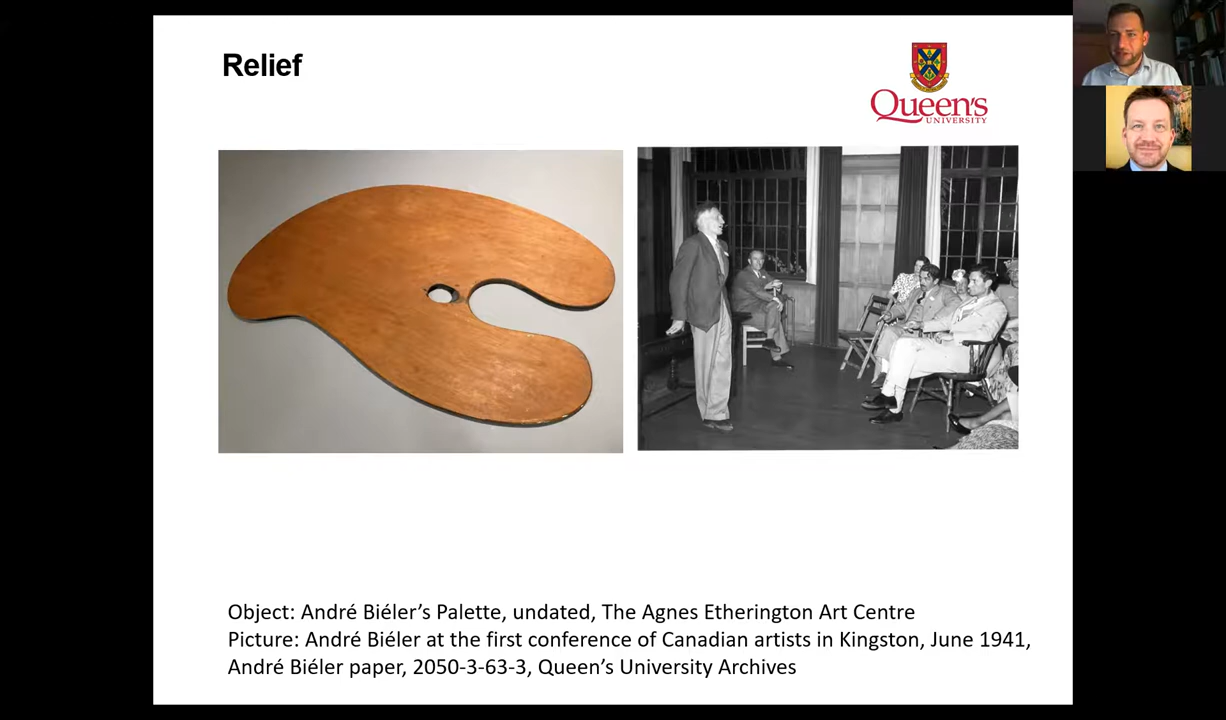 Relief
Queen's
UNIVERSITY
Object: André Biéler’s Palette, undated, The Agnes Etherington Art Centre
Picture: André Biéler at the first conference of Canadian artists in Kingston, June 1941,
André Biéler paper, 2050-3-63-3, Queen’s University Archives